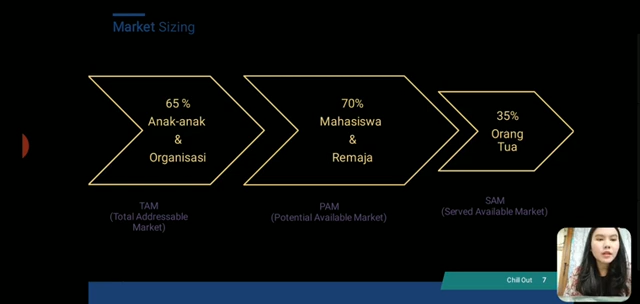 Market Sizing
65 %
Anak-anak
&
Organisasi
70%
Mahasiswa
&
Remaja
35%
Orang
Tua
TAM
(Total Addressable
Market)
PAM
(Potential Available Market)
SAM
(Served Available Market)
Chill Out 7